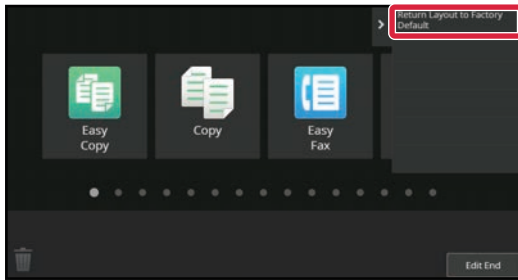 Return Layout to Factory
Default
Easy
Copy
Copy
Easy
Fax
Edit End